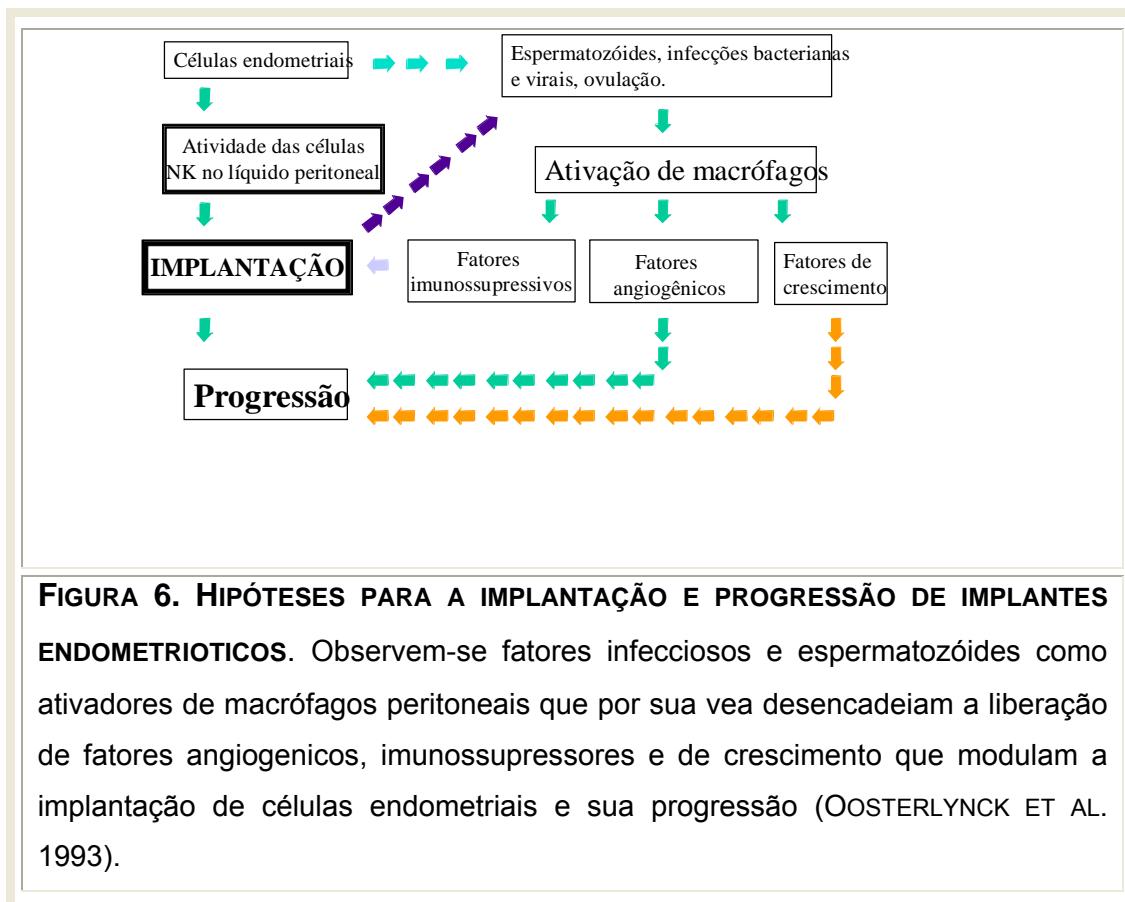 Células endometriais
Espermatozóides, infecções bacterianas
e virais, ovulação.
Atividade das células
NK no líquido peritoneal
Ativação de macrófagos
IMPLANTAÇÃO
Fatores
imunossupressivos
Fatores
angiogênicos
Fatores de
crescimento
Progressão
FIGURA 6. HIPÓTESES PARA A IMPLANTAÇÃO E PROGRESSÃO DE IMPLANTES
ENDOMETRIOTICOS. Observem-se fatores infecciosos e espermatozóides como
ativadores de macrófagos peritoneais que por sua vea desencadeiam a liberação
de fatores angiogenicos, imunossupressores e de crescimento que modulam a
implantação de células endometriais e sua progressão (OOSTERLYNCK ET AL.
1993).